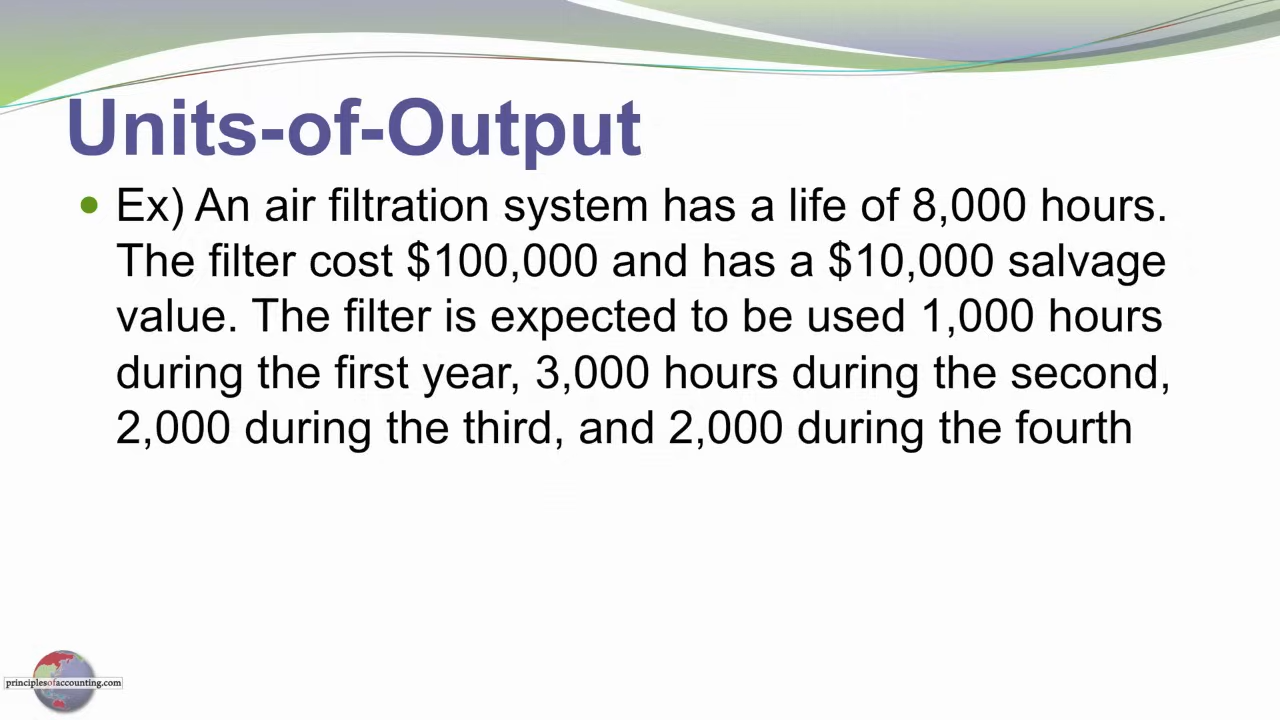 Units-of-Output
Ex) An air filtration system has a life of 8,000 hours.
The filter cost $100,000 and has a $10,000 salvage
value. The filter is expected to be used 1,000 hours
during the first year, 3,000 hours during the second,
2,000 during the third, and 2,000 during the fourth
principlesofaccounting.com